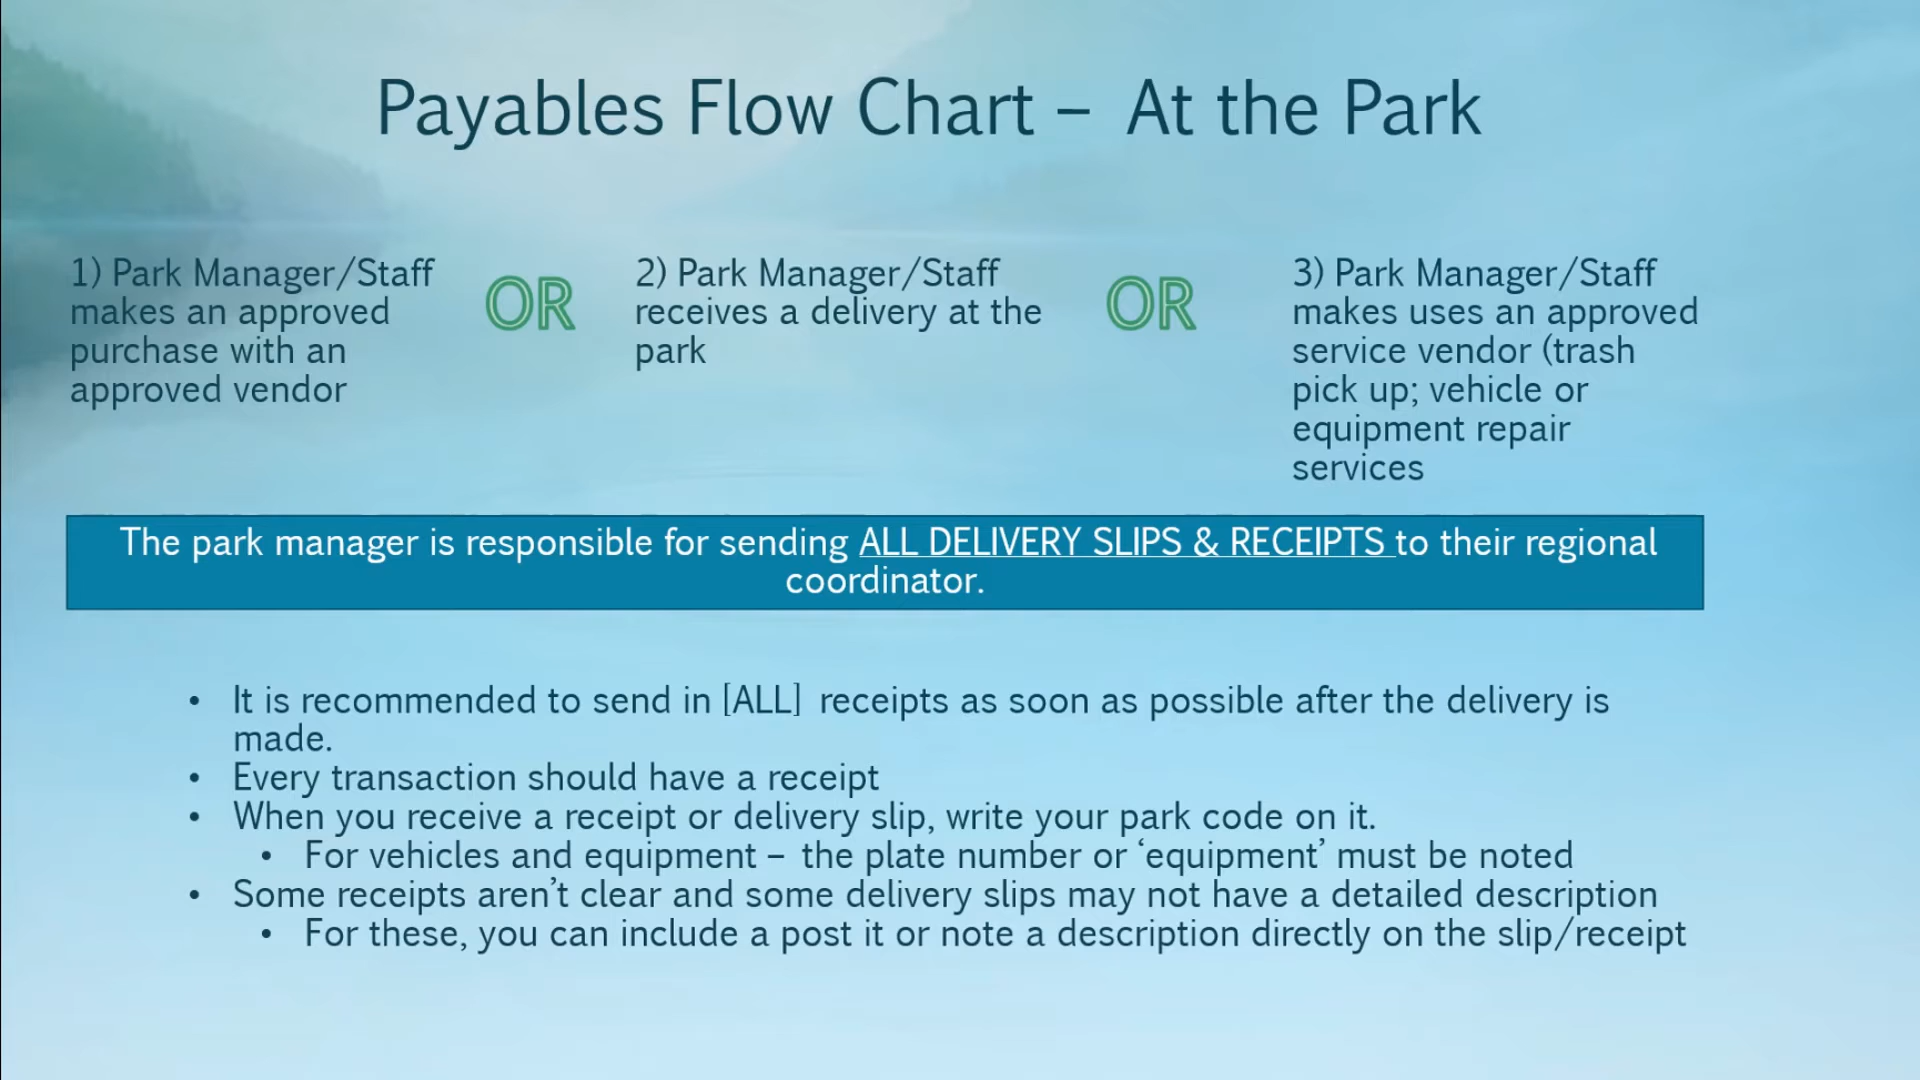 Payables Flow Chart – At the Park
1) Park Manager/Staff
makes an approved
purchase with an
approved vendor
OR
2) Park Manager/Staff
receives a delivery at the
park
OR
3) Park Manager/Staff
makes uses an approved
service vendor (trash
pick up; vehicle or
equipment repair
services
The park manager is responsible for sending ALL DELIVERY SLIPS & RECEIPTS to their regional
coordinator.
• It is recommended to send in [ALL] receipts as soon as possible after the delivery is
made.
• Every transaction should have a receipt
• When you receive a receipt or delivery slip, write your park code on it.
• For vehicles and equipment – the plate number or ‘equipment’ must be noted
• Some receipts aren’t clear and some delivery slips may not have a detailed description
• For these, you can include a post it or note a description directly on the slip/receipt